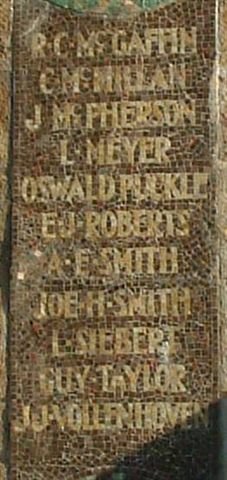 R·C·McGAFFIN
C·McMILLAN
J McPHERSON
L·MEYER
OSWALD PUCKLE
E·J·ROBERTS
A·E·SMITH
JOE·H·SMITH
L·SIEBERT
GUY·TAYLOR
J·J·VOLLENHOVEN